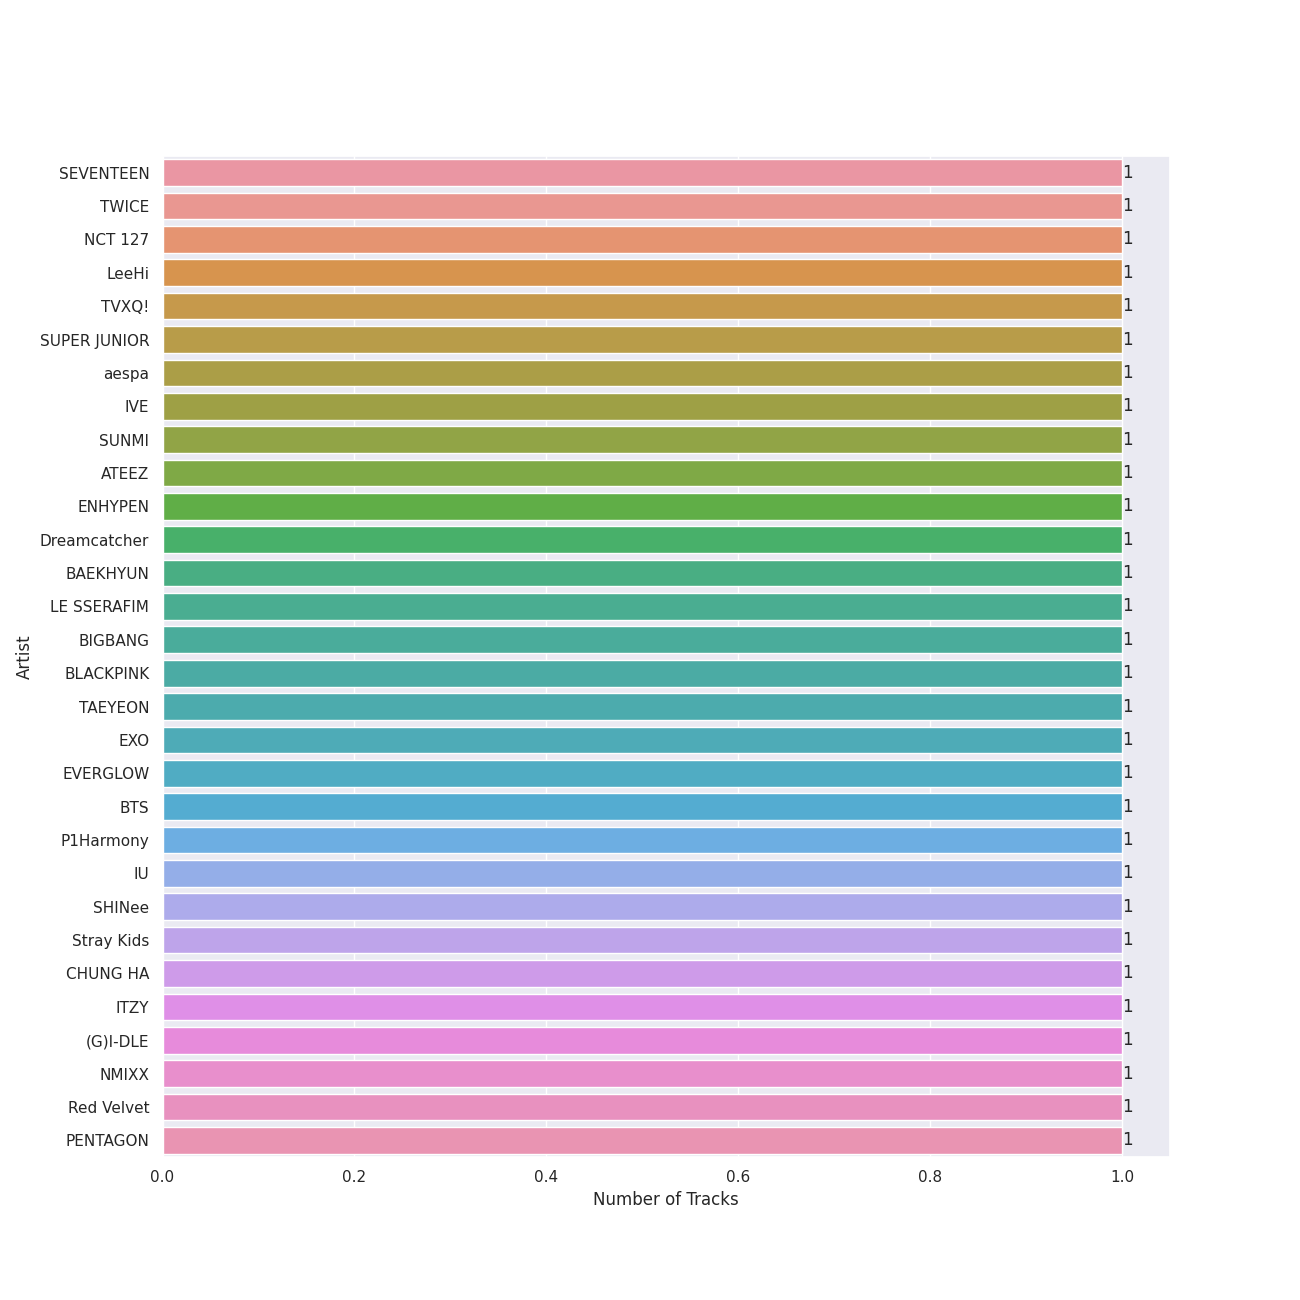 SEVENTEEN 1
TWICE 1
NCT 127 1
LeeHi 1
TVXQ! 1
SUPER JUNIOR 1
aespa 1
IVE 1
SUNMI 1
ATEEZ 1
ENHYPEN 1
Dreamcatcher 1
BAEKHYUN 1
LE SSERAFIM 1
BIGBANG 1
BLACKPINK 1
TAEYEON 1
EXO 1
EVERGLOW 1
BTS 1
P1Harmony 1
IU 1
SHINee 1
Stray Kids 1
CHUNG HA 1
ITZY 1
(G)I-DLE 1
NMIXX 1
Red Velvet 1
PENTAGON 1
Artist
0.0 0.2 0.4 0.6 0.8 1.0
Number of Tracks